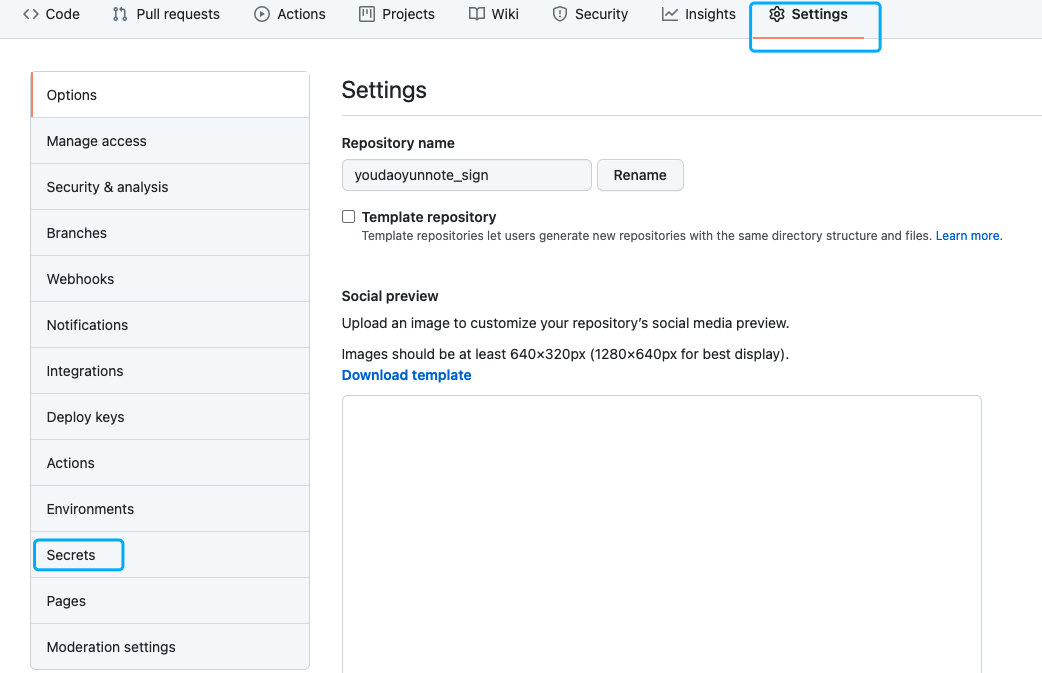 Code Pull requests Actions Projects Wiki Security Insights Settings
Options
Manage access
Security & analysis
Branches
Webhooks
Notifications
Integrations
Deploy keys
Actions
Environments
Secrets
Pages
Moderation settings
Settings
Repository name
youdaoyunnote_sign Rename
Template repository
Template repositories let users generate new repositories with the same directory structure and files. Learn more.
Social preview
Upload an image to customize your repository’s social media preview.
Images should be at least 640×320px (1280×640px for best display).
Download template